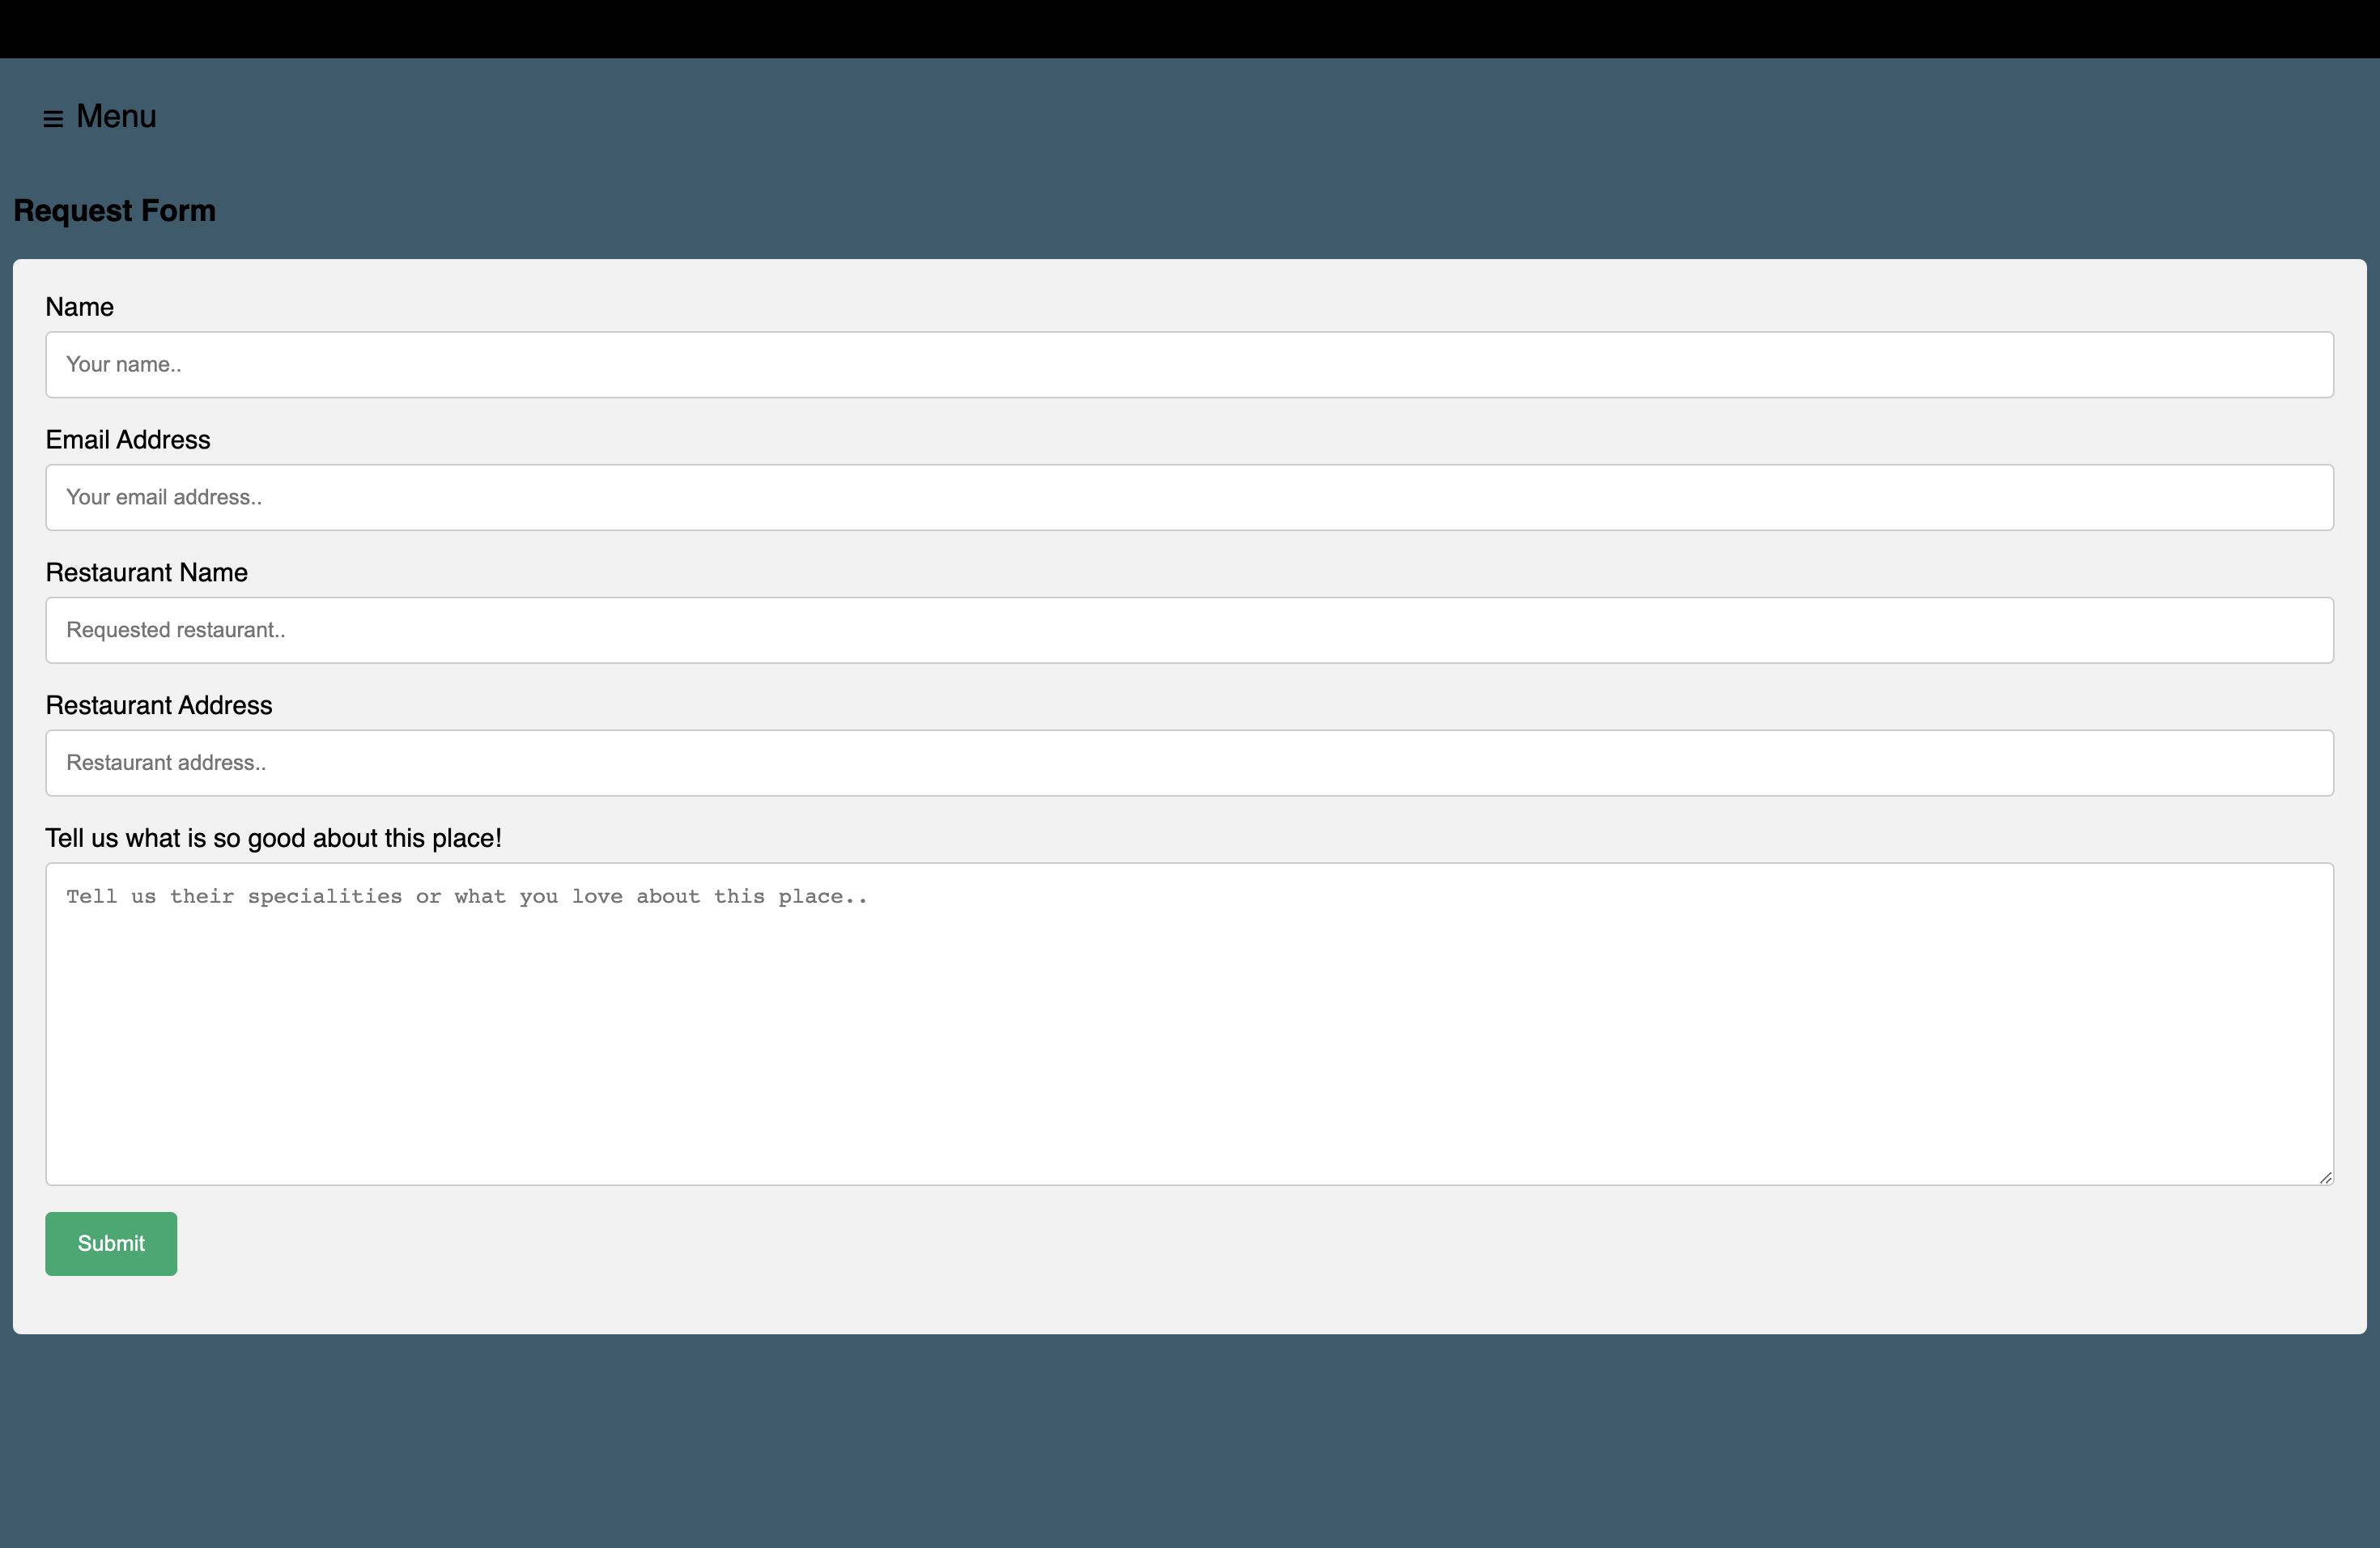 ≡ Menu
Request Form
Name
Your name..
Email Address
Your email address..
Restaurant Name
Requested restaurant..
Restaurant Address
Restaurant address..
Tell us what is so good about this place!
Tell us their specialities or what you love about this place..
Submit